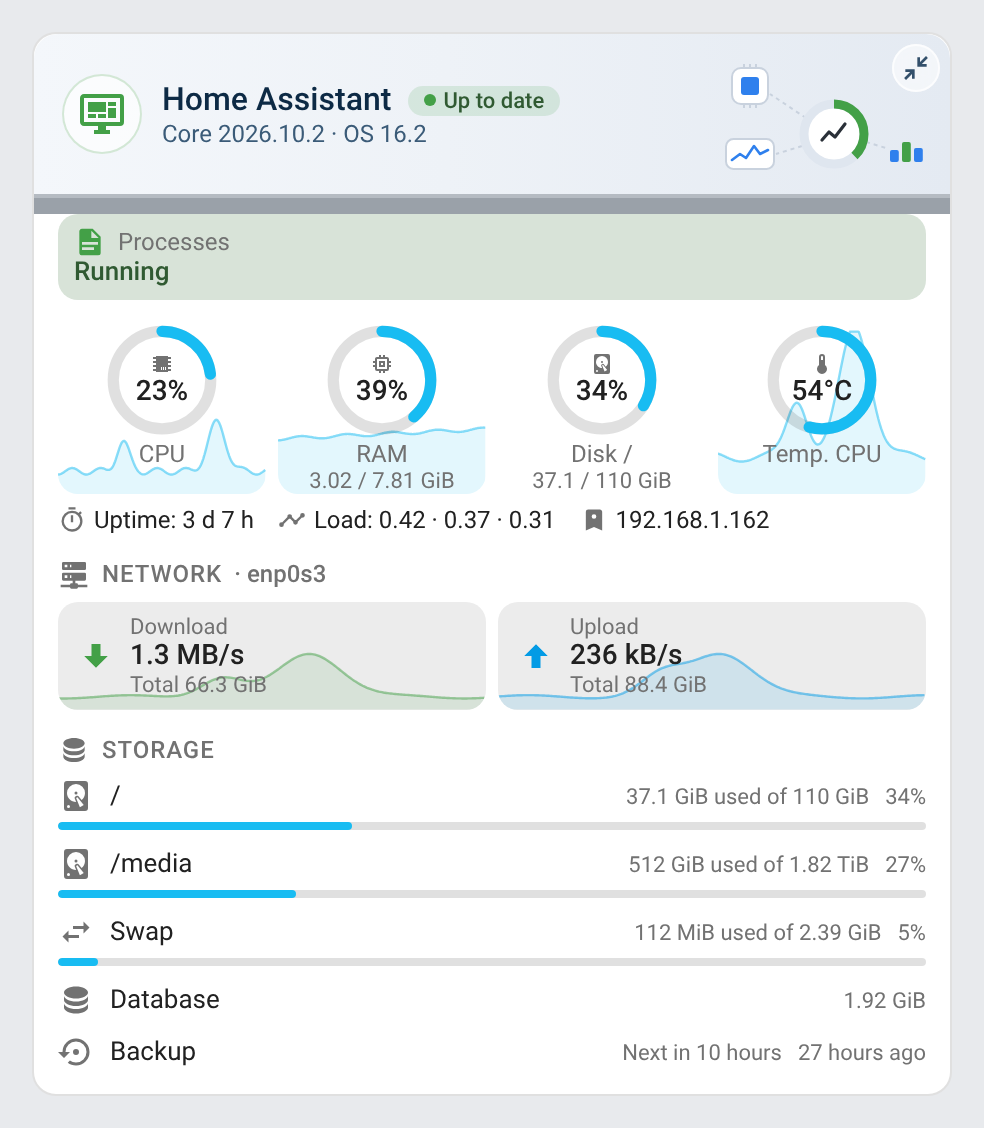 Home Assistant
Up to date
Core 2026.10.2 · OS 16.2
Processes
Running
23%
39%
34%
54°C
CPU
RAM
Disk /
Temp. CPU
3.02 / 7.81 GiB
37.1 / 110 GiB
Uptime: 3 d 7 h
Load: 0.42 · 0.37 · 0.31
192.168.1.162
NETWORK · enp0s3
Download
1.3 MB/s
Total 66.3 GiB
Upload
236 kB/s
Total 88.4 GiB
STORAGE
/
37.1 GiB used of 110 GiB 34%
/media
512 GiB used of 1.82 TiB 27%
Swap
112 MiB used of 2.39 GiB 5%
Database
1.92 GiB
Backup
Next in 10 hours 27 hours ago